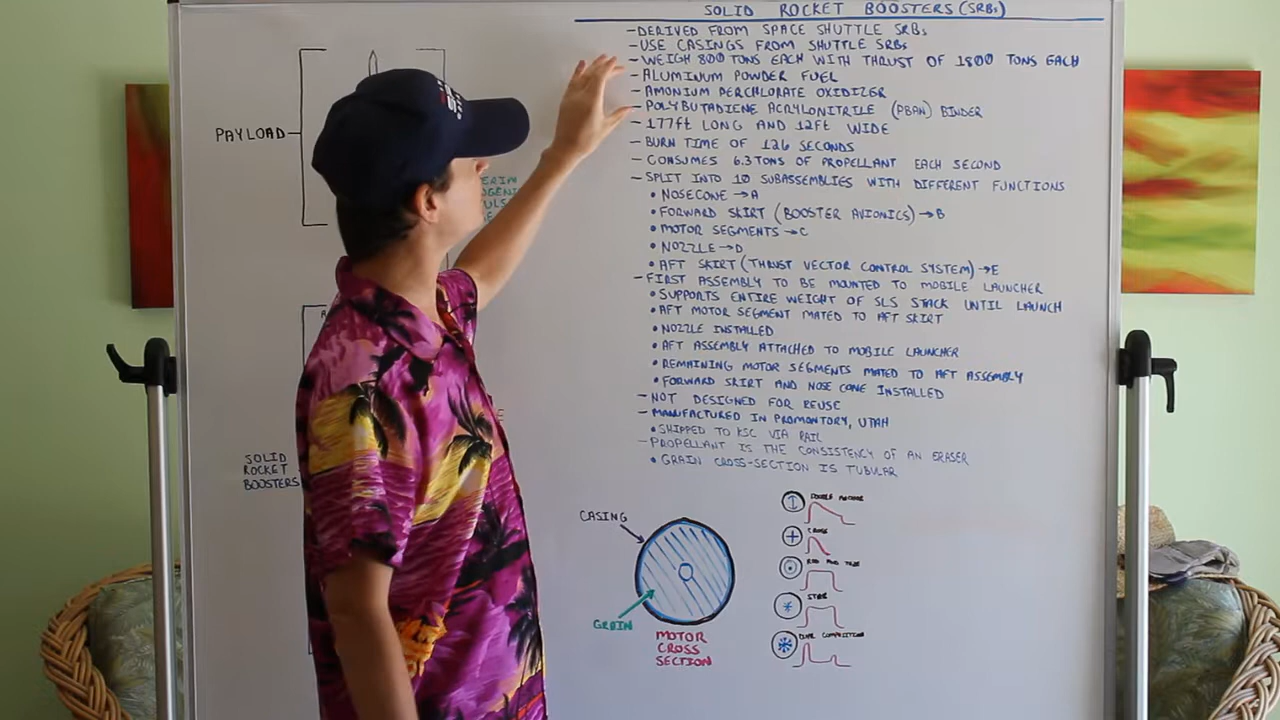 SOLID ROCKET BOOSTERS (SRBs)
-DERIVED FROM SPACE SHUTTLE SRBs
-USE CASINGS FROM SHUTTLE SRBs
-WEIGH 800 TONS EACH WITH THRUST OF 1800 TONS EACH
-ALUMINUM POWDER FUEL
-AMONIUM PERCHLORATE OXIDIZER
-POLYBUTADIENE ACRYLONITRILE (PBAN) BINDER
-177ft LONG AND 12ft WIDE
-BURN TIME OF 126 SECONDS
-CONSUMES 6.3 TONS OF PROPELLANT EACH SECOND
-SPLIT INTO 10 SUBASSEMBLIES WITH DIFFERENT FUNCTIONS
•NOSECONE→A
•FORWARD SKIRT (BOOSTER AVIONICS)→B
•MOTOR SEGMENTS→C
•NOZZLE→D
•AFT SKIRT (THRUST VECTOR CONTROL SYSTEM)→E
-FIRST ASSEMBLY TO BE MOUNTED TO MOBILE LAUNCHER
•SUPPORTS ENTIRE WEIGHT OF SLS STACK UNTIL LAUNCH
•AFT MOTOR SEGMENT MATED TO AFT SKIRT
•NOZZLE INSTALLED
•AFT ASSEMBLY ATTACHED TO MOBILE LAUNCHER
•REMAINING MOTOR SEGMENTS MATED TO AFT ASSEMBLY
•FORWARD SKIRT AND NOSE CONE INSTALLED
-NOT DESIGNED FOR REUSE
-MANUFACTURED IN PROMONTORY, UTAH
•SHIPPED TO KSC VIA RAIL
-PROPELLANT IS THE CONSISTENCY OF AN ERASER
•GRAIN CROSS-SECTION IS TUBULAR
PAYLOAD
SOLID
ROCKET
BOOSTERS
CASING
GRAIN
MOTOR
CROSS
SECTION
DOUBLE ANCHOR
CROSS
ROD AND TUBE
STAR
DUAL COMPOSITION